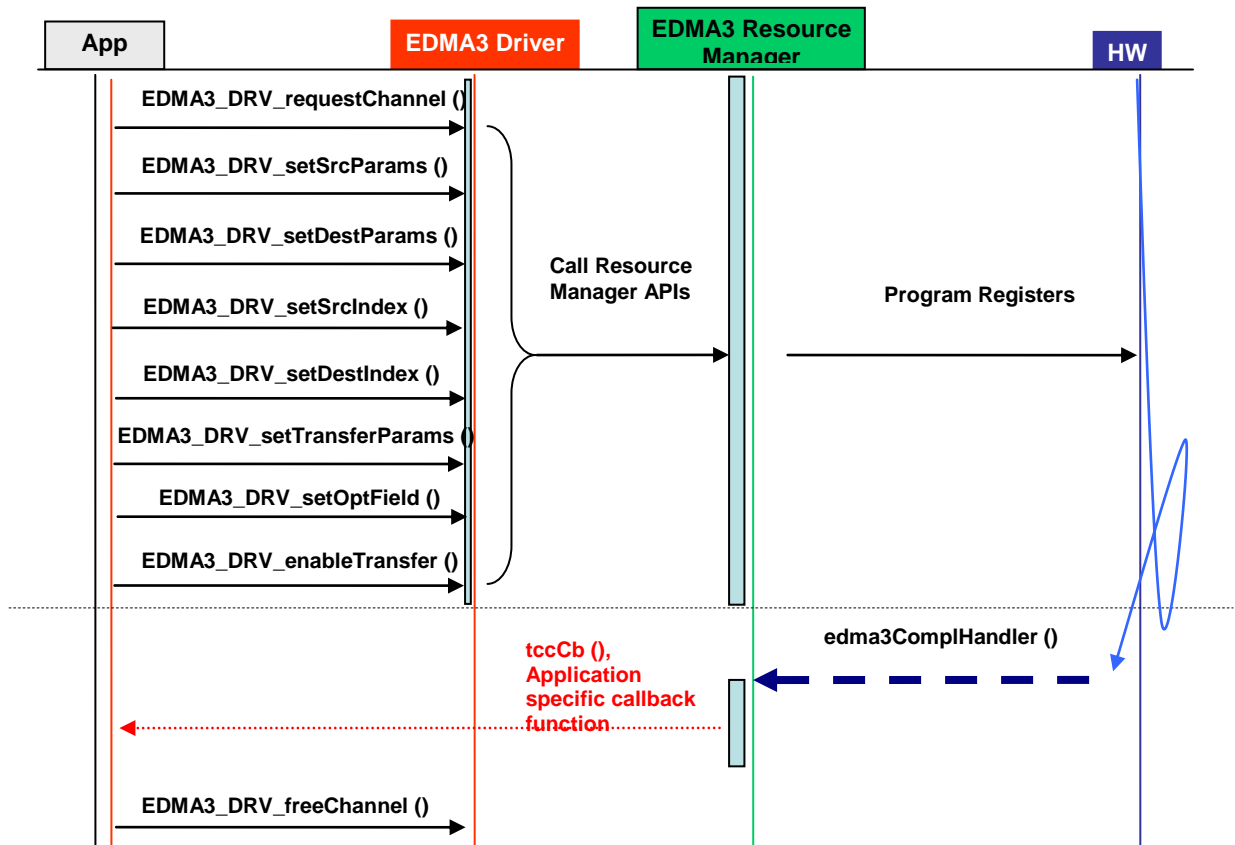 App
EDMA3 Driver
EDMA3 Resource
Manager
HW
EDMA3_DRV_requestChannel ()
EDMA3_DRV_setSrcParams ()
EDMA3_DRV_setDestParams ()
EDMA3_DRV_setSrcIndex ()
EDMA3_DRV_setDestIndex ()
EDMA3_DRV_setTransferParams ()
EDMA3_DRV_setOptField ()
EDMA3_DRV_enableTransfer ()
Call Resource
Manager APIs
Program Registers
edma3ComplHandler ()
tccCb (),
Application
specific callback
function
EDMA3_DRV_freeChannel ()